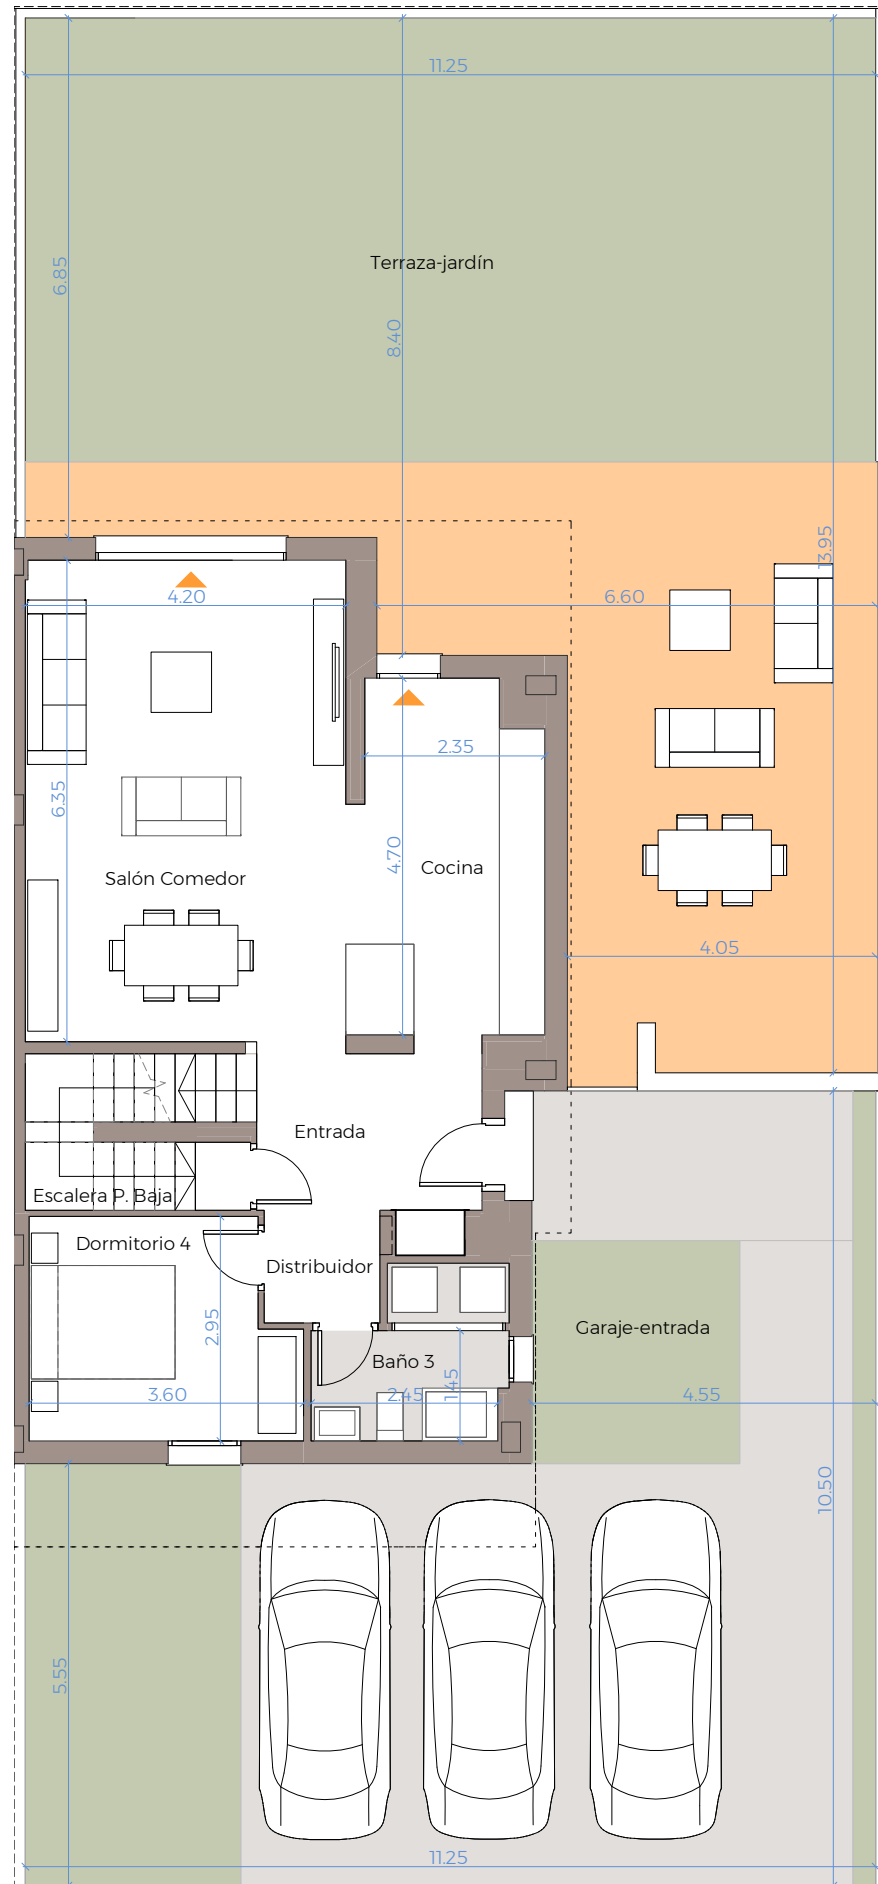 11.25
6.85
Terraza-jardín
8.40
13.95
4.20
6.60
2.35
6.35
4.70
Cocina
Salón Comedor
4.05
Entrada
Escalera P. Baja
Dormitorio 4
Distribuidor
2.95
Garaje-entrada
Baño 3
1.45
3.60
2.45
4.55
10.50
5.55
11.25